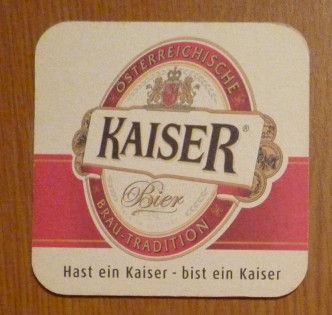 ÖSTERREICHISCHE
KAISER®
Bier
BRAU-TRADITION
Hast ein Kaiser - bist ein Kaiser